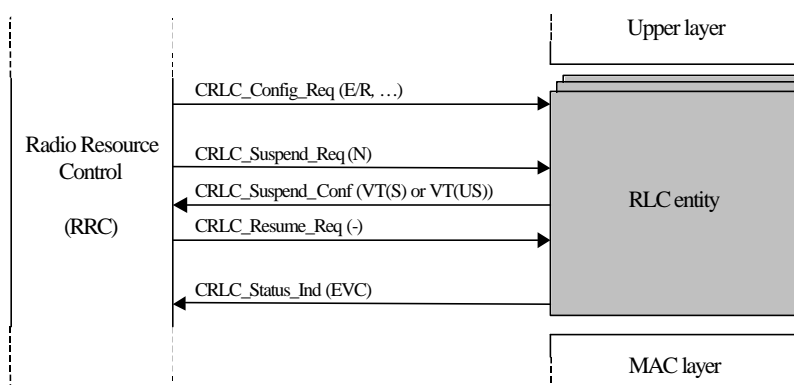 Upper layer
CRLC_Config_Req (E/R, …)
Radio Resource
Control
(RRC)
CRLC_Suspend_Req (N)
CRLC_Suspend_Conf (VT(S) or VT(US))
CRLC_Resume_Req (-)
CRLC_Status_Ind (EVC)
RLC entity
MAC layer